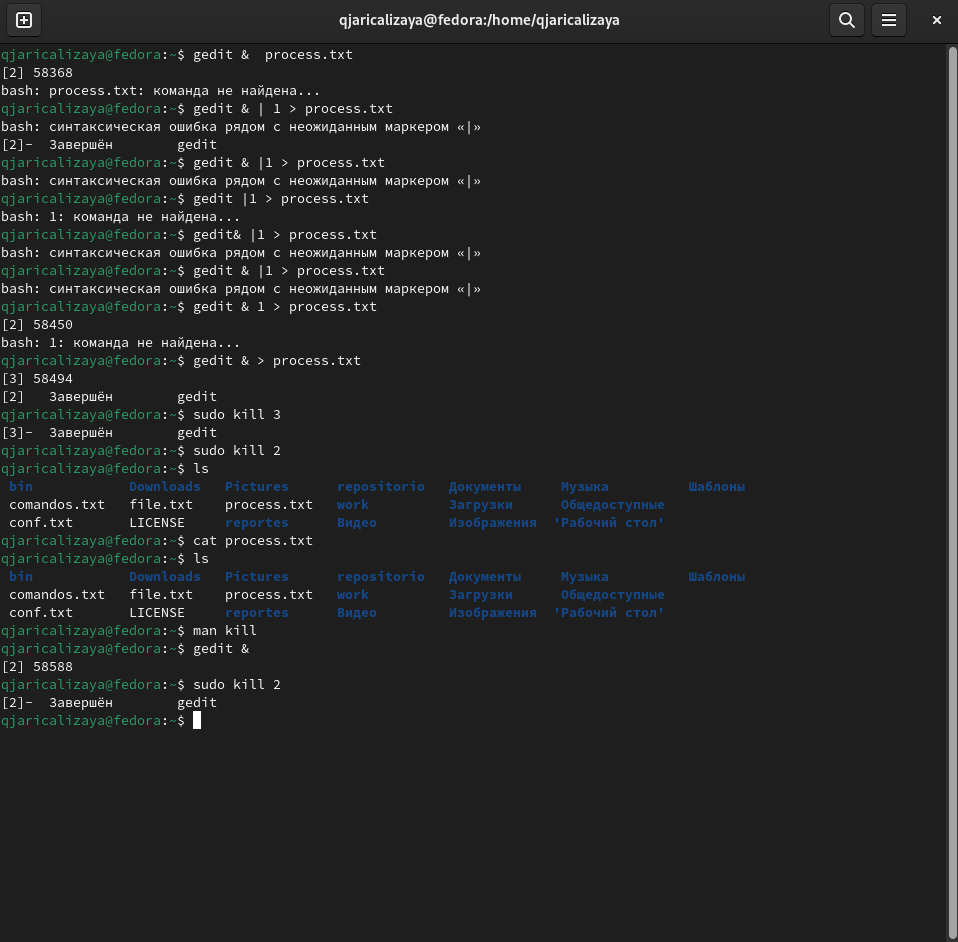 qjaricalizaya@fedora:/home/qjaricalizaya
qjaricalizaya@fedora:~$ gedit &  process.txt
[2] 58368
bash: process.txt: команда не найдена...
qjaricalizaya@fedora:~$ gedit & | 1 > process.txt
bash: синтаксическая ошибка рядом с неожиданным маркером «|»
[2]-  Завершён        gedit
qjaricalizaya@fedora:~$ gedit & |1 > process.txt
bash: синтаксическая ошибка рядом с неожиданным маркером «|»
qjaricalizaya@fedora:~$ gedit |1 > process.txt
bash: 1: команда не найдена...
qjaricalizaya@fedora:~$ gedit& |1 > process.txt
bash: синтаксическая ошибка рядом с неожиданным маркером «|»
qjaricalizaya@fedora:~$ gedit & |1 > process.txt
bash: синтаксическая ошибка рядом с неожиданным маркером «|»
qjaricalizaya@fedora:~$ gedit & 1 > process.txt
[2] 58450
bash: 1: команда не найдена...
qjaricalizaya@fedora:~$ gedit & > process.txt
[3] 58494
[2]   Завершён        gedit
qjaricalizaya@fedora:~$ sudo kill 3
[3]-  Завершён        gedit
qjaricalizaya@fedora:~$ sudo kill 2
qjaricalizaya@fedora:~$ ls
bin            Downloads   Pictures      repositorio   Документы     Музыка          Шаблоны
comandos.txt   file.txt    process.txt   work          Загрузки      Общедоступные
conf.txt       LICENSE     reportes      Видео         Изображения  'Рабочий стол'
qjaricalizaya@fedora:~$ cat process.txt
qjaricalizaya@fedora:~$ ls
bin            Downloads   Pictures      repositorio   Документы     Музыка          Шаблоны
comandos.txt   file.txt    process.txt   work          Загрузки      Общедоступные
conf.txt       LICENSE     reportes      Видео         Изображения  'Рабочий стол'
qjaricalizaya@fedora:~$ man kill
qjaricalizaya@fedora:~$ gedit &
[2] 58588
qjaricalizaya@fedora:~$ sudo kill 2
[2]-  Завершён        gedit
qjaricalizaya@fedora:~$